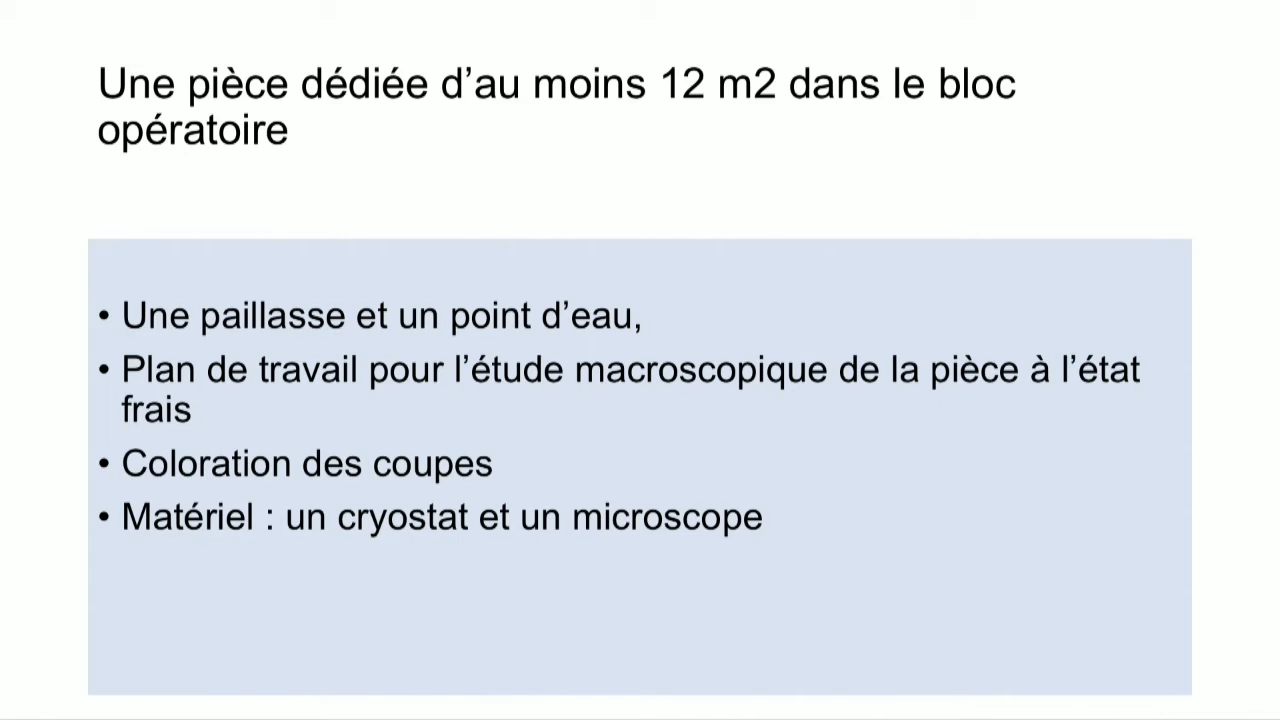 Une pièce dédiée d’au moins 12 m2 dans le bloc
opératoire
• Une paillasse et un point d’eau,
• Plan de travail pour l’étude macroscopique de la pièce à l’état
frais
• Coloration des coupes
• Matériel : un cryostat et un microscope